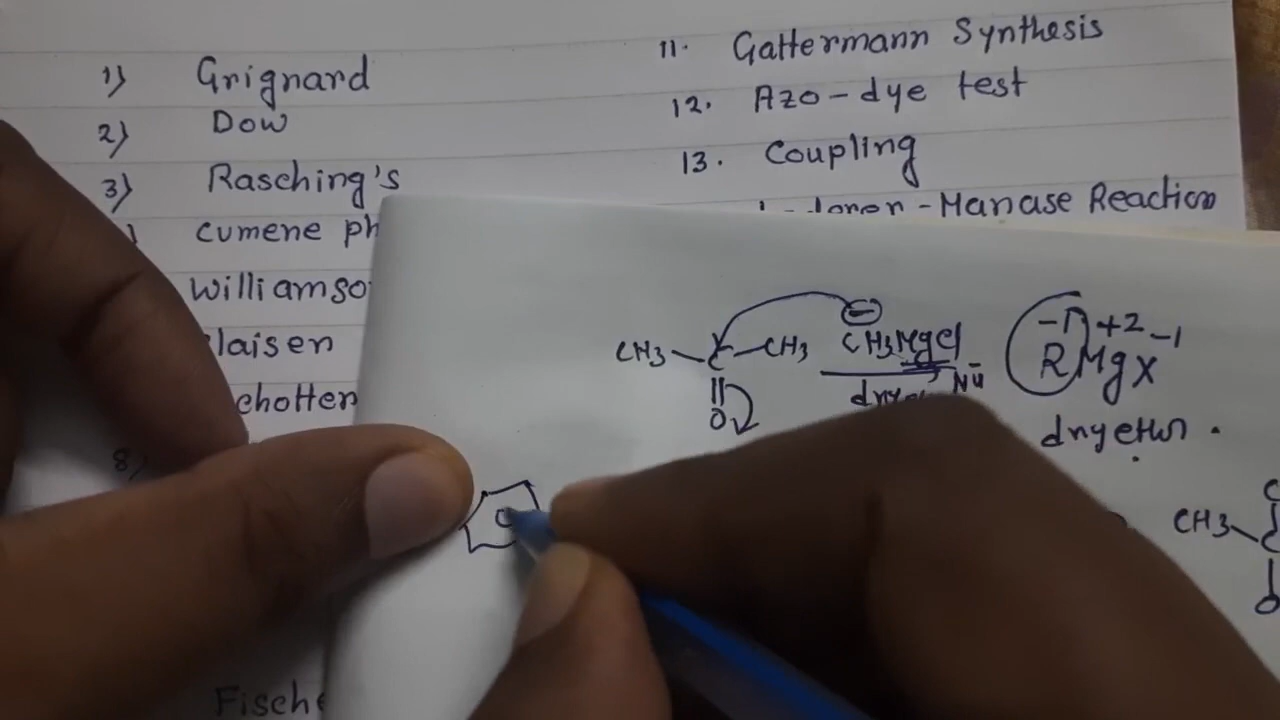 1) Grignard
2) Dow
3) Rasching's
cumene ph
Williamso
laisen
chotten
8)
Fische
11. Gattermann Synthesis
12. Azo-dye test
13. Coupling
-Manase Reaction
CH3 C CH3 CH3MgCl
O
Nu
-1 +2 -1
RMgX
dry ether.
CH3